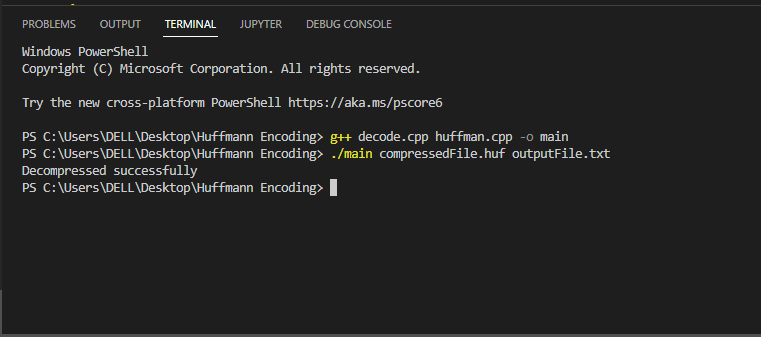 PROBLEMS OUTPUT TERMINAL JUPYTER DEBUG CONSOLE
Windows PowerShell
Copyright (C) Microsoft Corporation. All rights reserved.
Try the new cross-platform PowerShell https://aka.ms/pscore6
PS C:\Users\DELL\Desktop\Huffmann Encoding> g++ decode.cpp huffman.cpp -o main
PS C:\Users\DELL\Desktop\Huffmann Encoding> ./main compressedFile.huf outputFile.txt
Decompressed successfully
PS C:\Users\DELL\Desktop\Huffmann Encoding>